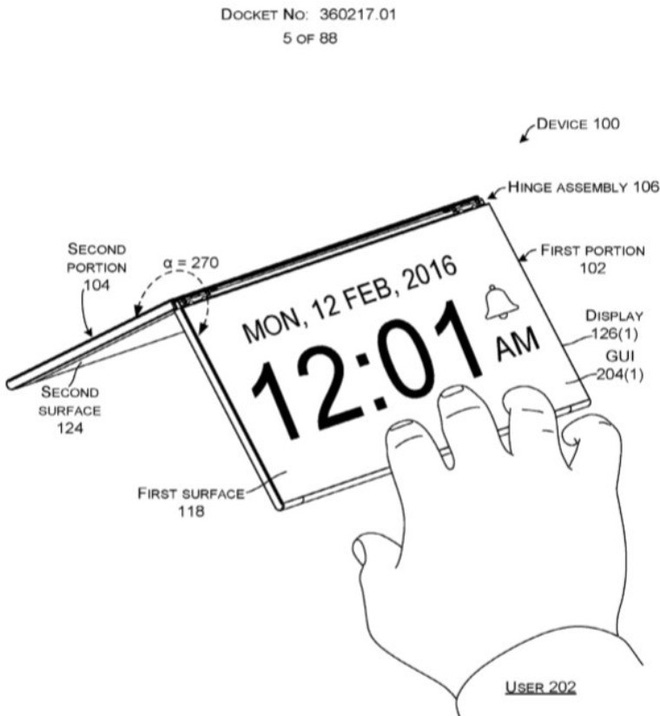 DOCKET NO: 360217.01
5 OF 88
DEVICE 100
HINGE ASSEMBLY 106
SECOND
PORTION
104
α = 270
FIRST PORTION
102
MON, 12 FEB, 2016
12:01 AM
DISPLAY
126(1)
GUI
204(1)
SECOND
SURFACE
124
FIRST SURFACE
118
USER 202